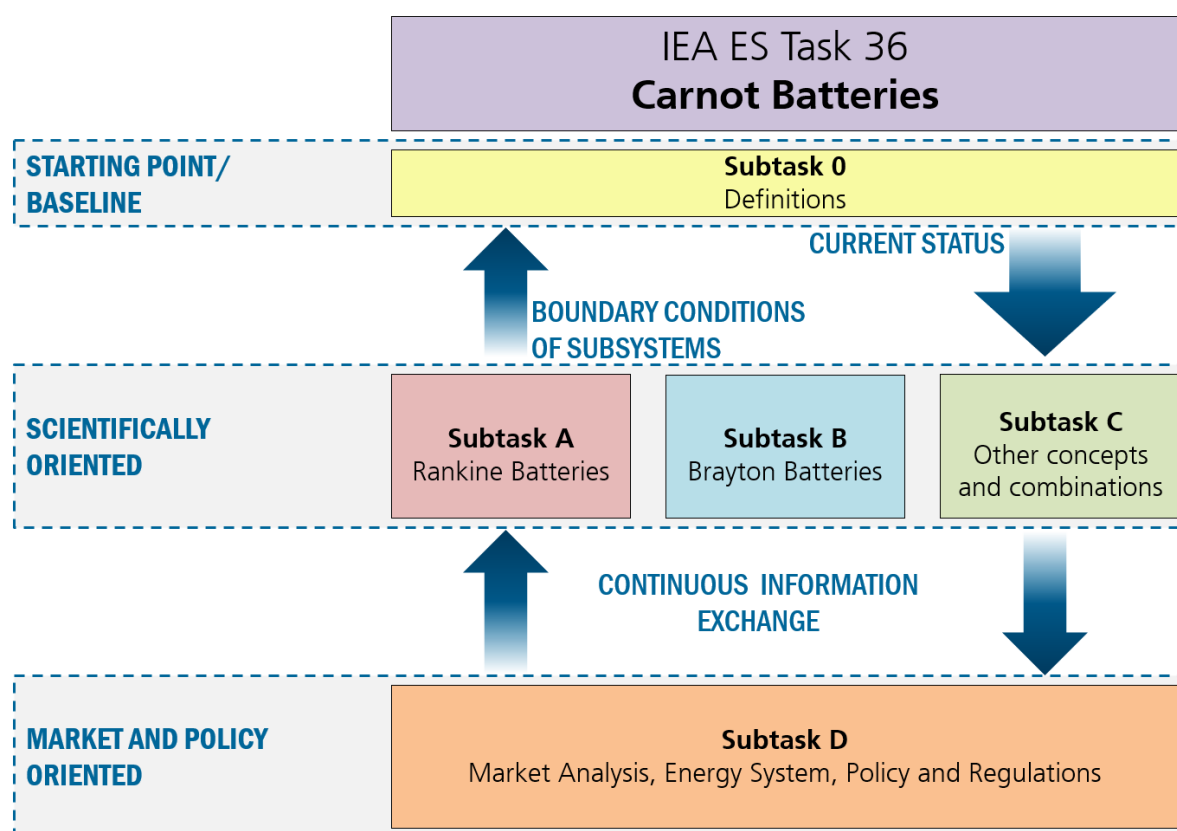 IEA ES Task 36
Carnot Batteries
STARTING POINT/
BASELINE
Subtask 0
Definitions
CURRENT STATUS
BOUNDARY CONDITIONS
OF SUBSYSTEMS
SCIENTIFICALLY
ORIENTED
Subtask A
Rankine Batteries
Subtask B
Brayton Batteries
Subtask C
Other concepts
and combinations
CONTINUOUS INFORMATION
EXCHANGE
MARKET AND POLICY
ORIENTED
Subtask D
Market Analysis, Energy System, Policy and Regulations